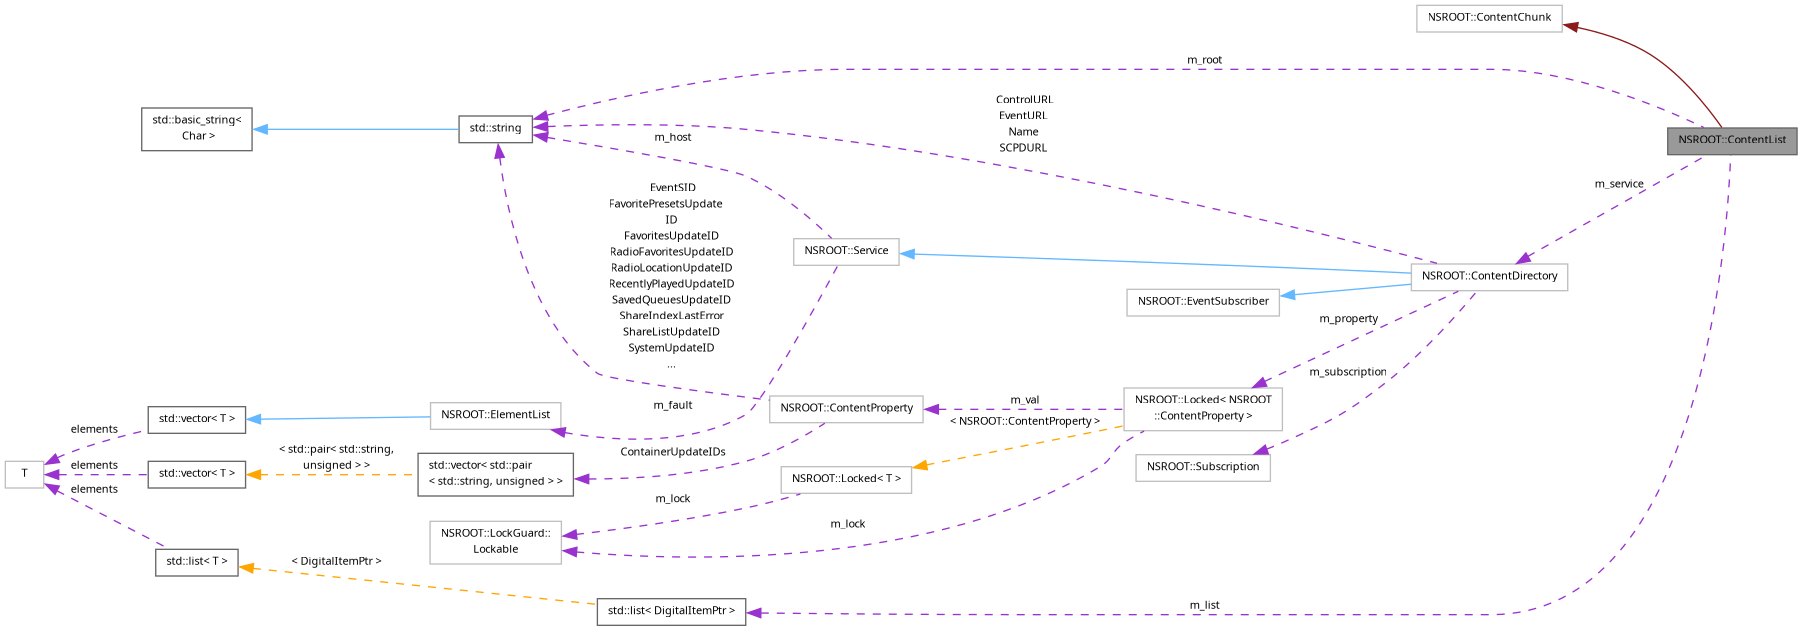 NSROOT::ContentChunk
m_root
ControlURL
EventURL
Name
SCPDURL
std::basic_string<
Char >
std::string
m_host
NSROOT::ContentList
m_service
EventSID
FavoritePresetsUpdate
ID
FavoritesUpdateID
RadioFavoritesUpdateID
RadioLocationUpdateID
RecentlyPlayedUpdateID
SavedQueuesUpdateID
ShareIndexLastError
ShareListUpdateID
SystemUpdateID
...
NSROOT::Service
NSROOT::ContentDirectory
NSROOT::EventSubscriber
m_property
m_subscription
m_fault
NSROOT::ContentProperty
m_val
NSROOT::Locked< NSROOT
::ContentProperty >
< NSROOT::ContentProperty >
std::vector< T >
NSROOT::ElementList
elements
T
elements
elements
std::vector< T >
< std::pair< std::string,
unsigned > >
std::vector< std::pair
< std::string, unsigned > >
ContainerUpdateIDs
NSROOT::Locked< T >
NSROOT::Subscription
m_lock
m_lock
NSROOT::LockGuard::
Lockable
std::list< T >
< DigitalItemPtr >
std::list< DigitalItemPtr >
m_list